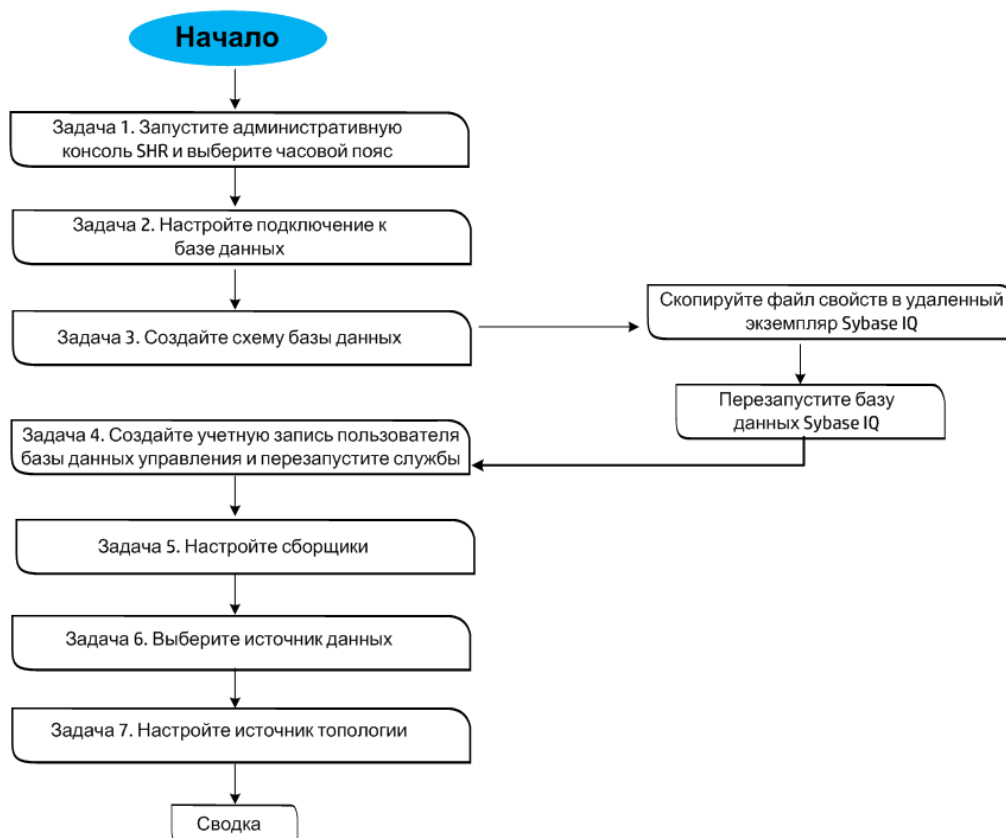 Начало
Задача 1. Запустите административную
консоль SHR и выберите часовой пояс
Задача 2. Настройте подключение к
базе данных
Задача 3. Создайте схему базы данных
Скопируйте файл свойств в удаленный
экземпляр Sybase IQ
Перезапустите базу
данных Sybase IQ
Задача 4. Создайте учетную запись пользователя
базы данных управления и перезапустите службы
Задача 5. Настройте сборщики
Задача 6. Выберите источник данных
Задача 7. Настройте источник топологии
Сводка